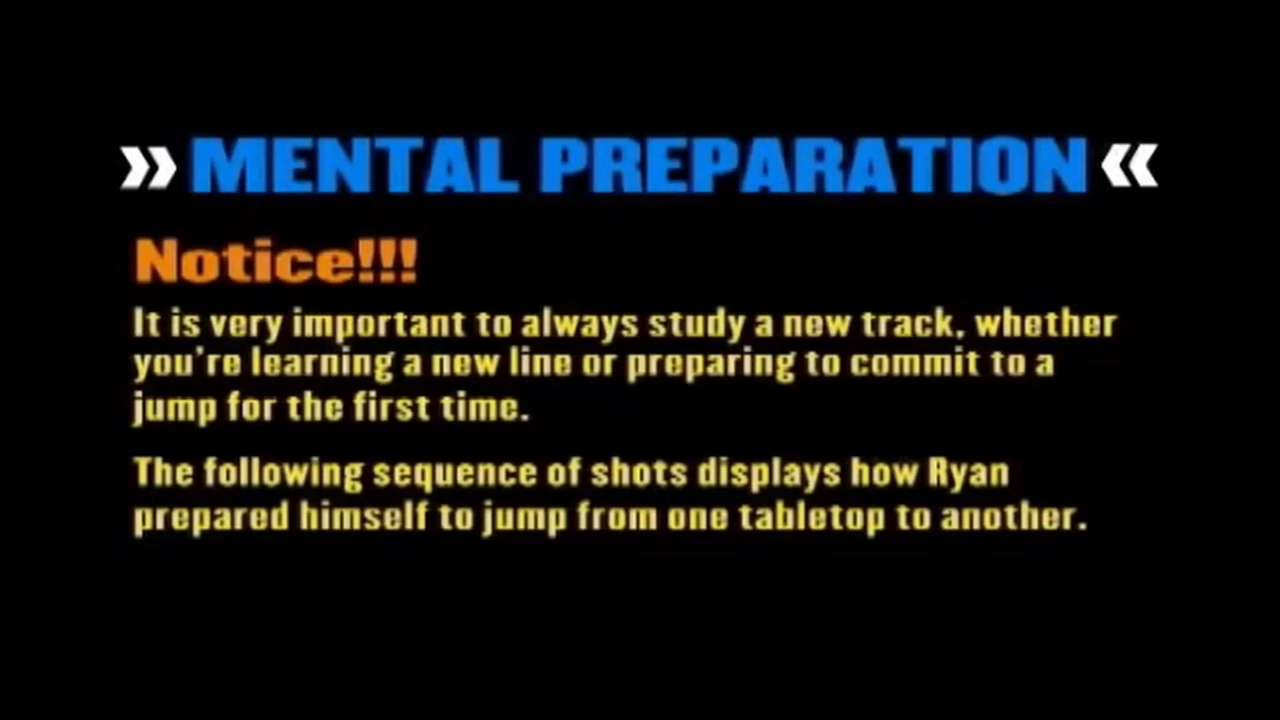 » MENTAL PREPARATION «
Notice!!!
It is very important to always study a new track, whether
you’re learning a new line or preparing to commit to a
jump for the first time.
The following sequence of shots displays how Ryan
prepared himself to jump from one tabletop to another.